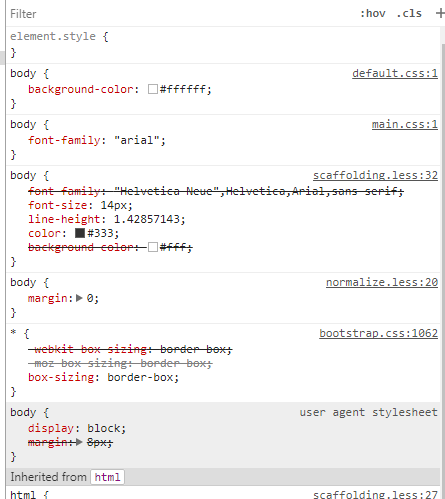 Filter :hov .cls +
element.style {
}
body { default.css:1
background-color: #ffffff;
}
body { main.css:1
font-family: "arial";
}
body { scaffolding.less:32
font-family: "Helvetica Neue",Helvetica,Arial,sans-serif;
font-size: 14px;
line-height: 1.42857143;
color: #333;
background-color: #fff;
}
body { normalize.less:20
margin: 0;
}
* { bootstrap.css:1062
-webkit-box-sizing: border-box;
-moz-box-sizing: border-box;
box-sizing: border-box;
}
body { user agent stylesheet
display: block;
margin: 8px;
}
Inherited from html
html { scaffolding.less:27